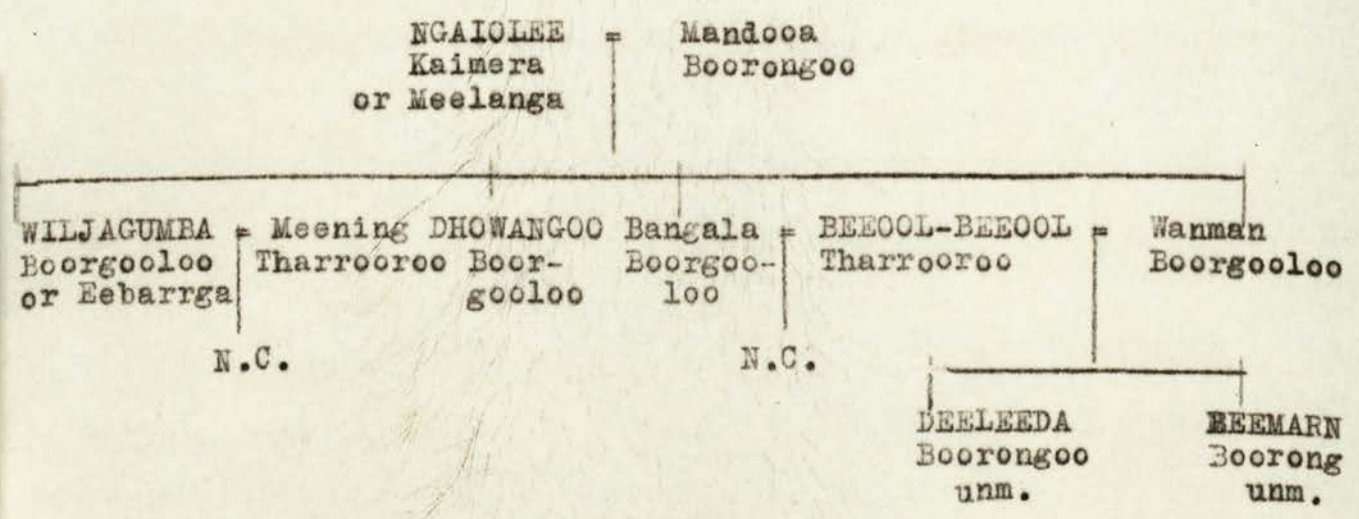 NGAIOLEE = Mandooa
Kaimera Boorongoo
or Meelanga
WILJAGUMBA = Meening DHOWANGOO Bangala = BEEOOL-BEEOOL = Wanman
Boorgooloo Tharrooroo Boor- Boorgoo- Tharrooroo Boorgooloo
or Eebarrga gooloo loo
N.C. N.C.
DEELEEDA BEEMARN
Boorongoo Boorong
unm. unm.